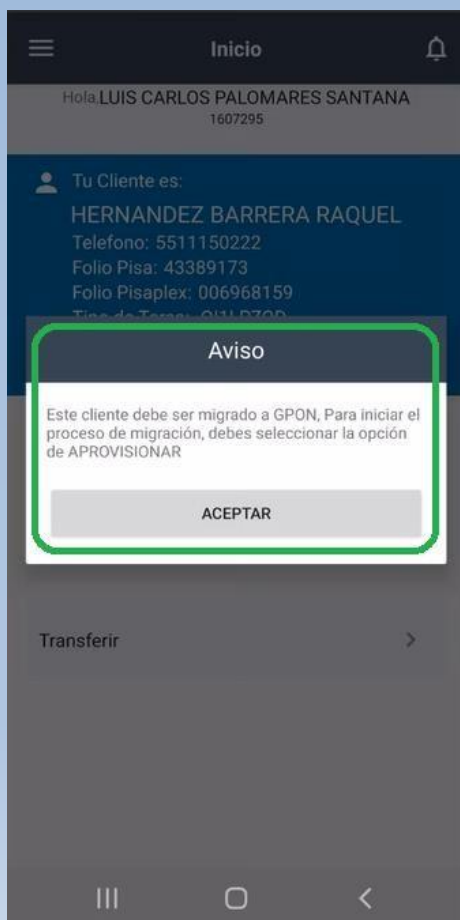 Inicio
Hola,LUIS CARLOS PALOMARES SANTANA
1607295
Tu Cliente es:
HERNANDEZ BARRERA RAQUEL
Telefono: 5511150222
Folio Pisa: 43389173
Folio Pisaplex: 006968159
Aviso
Este cliente debe ser migrado a GPON, Para iniciar el
proceso de migración, debes seleccionar la opción
de APROVISIONAR
ACEPTAR
Transferir